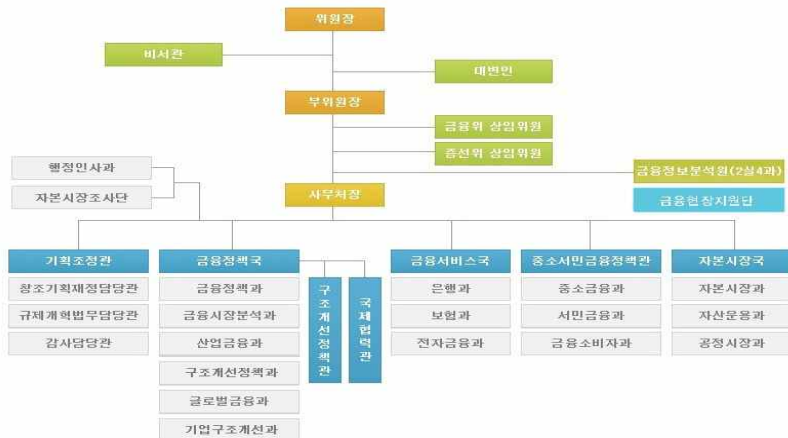 위원장
비서관
대변인
부위원장
금융위 상임위원
증선위 상임위원
행정인사과
금융정보분석원(2실4과)
자본시장조사단
사무처장
금융현장지원단
기획조정관
금융정책국
금융서비스국
중소서민금융정책관
자본시장국
창조기획재정담당관
규제개혁법무담당관
감사담당관
금융정책과
금융시장분석과
산업금융과
구조개선정책과
글로벌금융과
기업구조개선과
구조개선정책관
국제협력관
은행과
보험과
전자금융과
중소금융과
서민금융과
금융소비자과
자본시장과
자산운용과
공정시장과